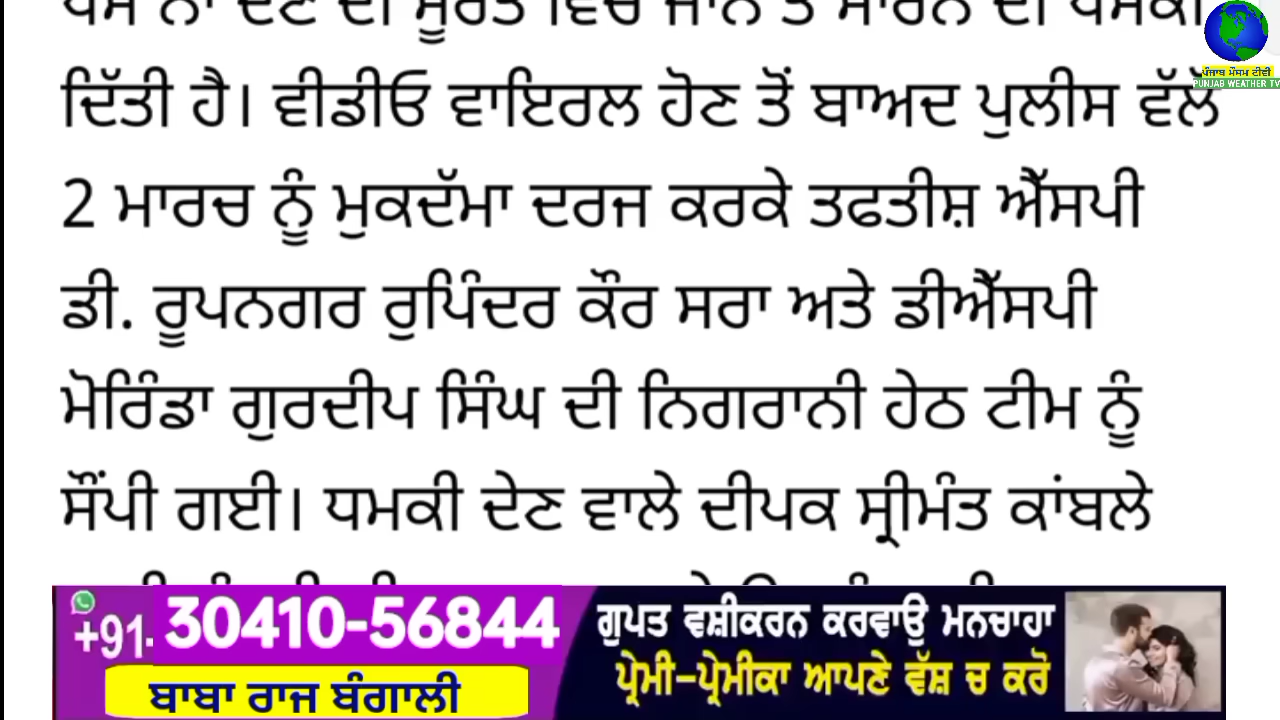 ਦਿੱਤੀ ਹੈ। ਵੀਡੀਓ ਵਾਇਰਲ ਹੋਣ ਤੋਂ ਬਾਅਦ ਪੁਲੀਸ ਵੱਲੋਂ
2 ਮਾਰਚ ਨੂੰ ਮੁਕਦੱਮਾ ਦਰਜ ਕਰਕੇ ਤਫਤੀਸ਼ ਐੱਸਪੀ
ਡੀ. ਰੂਪਨਗਰ ਰੁਪਿੰਦਰ ਕੌਰ ਸਰਾ ਅਤੇ ਡੀਐੱਸਪੀ
ਮੋਰਿੰਡਾ ਗੁਰਦੀਪ ਸਿੰਘ ਦੀ ਨਿਗਰਾਨੀ ਹੇਠ ਟੀਮ ਨੂੰ
ਸੌਂਪੀ ਗਈ। ਧਮਕੀ ਦੇਣ ਵਾਲੇ ਦੀਪਕ ਸ੍ਰੀਮੰਤ ਕਾਂਬਲੇ
ਪੰਜਾਬ ਮੌਸਮ ਟੀਵੀ
PUNJAB WEATHER TV
+91. 30410-56844
ਬਾਬਾ ਰਾਜ ਬੰਗਾਲੀ
ਗੁਪਤ ਵਸ਼ੀਕਰਨ ਕਰਵਾਉ ਮਨਚਾਹਾ
ਪ੍ਰੇਮੀ-ਪ੍ਰੇਮੀਕਾ ਆਪਣੇ ਵੱਸ਼ ਚ ਕਰੋ